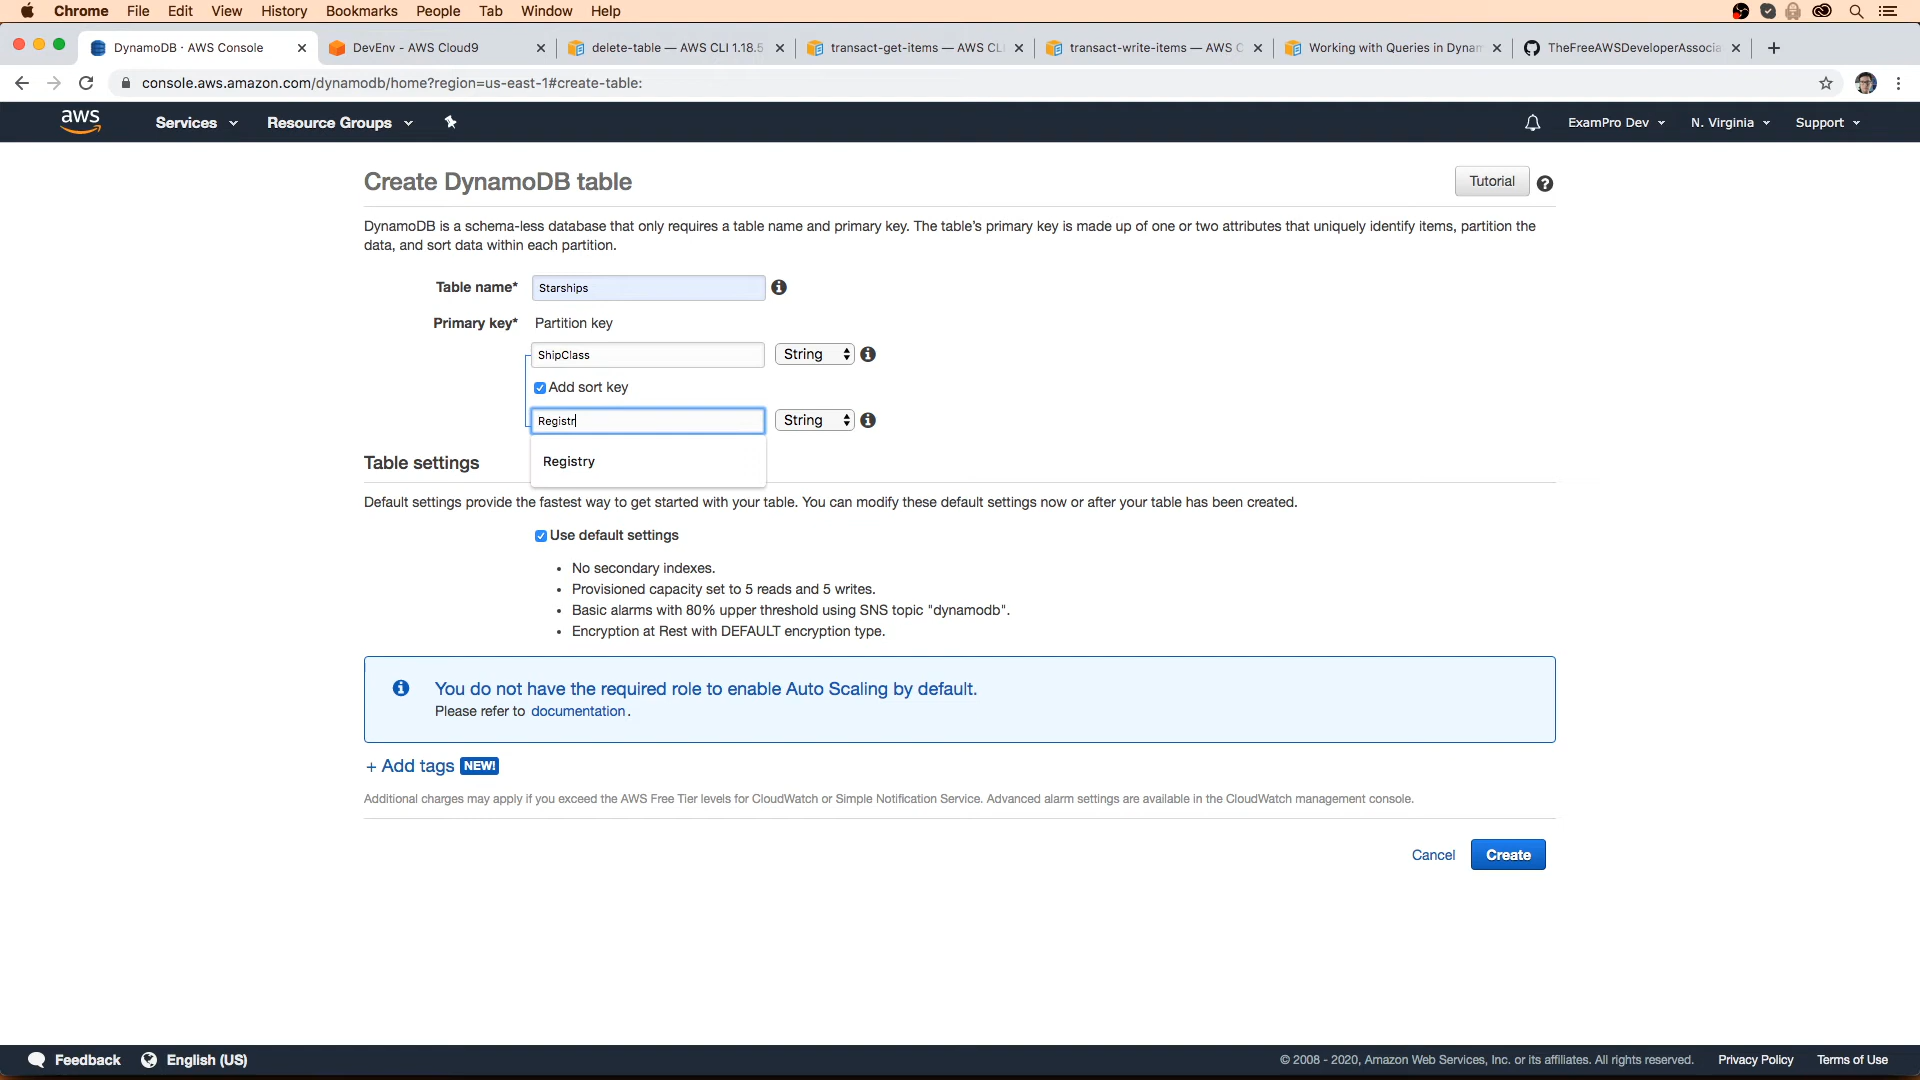 Chrome File Edit View History Bookmarks People Tab Window Help
DynamoDB · AWS Console
DevEnv - AWS Cloud9
delete-table — AWS CLI 1.18.5
transact-get-items — AWS CL
transact-write-items — AWS C
Working with Queries in Dynam
TheFreeAWSDeveloperAssocia
console.aws.amazon.com/dynamodb/home?region=us-east-1#create-table:
aws Services Resource Groups ExamPro Dev N. Virginia Support
Create DynamoDB table Tutorial
DynamoDB is a schema-less database that only requires a table name and primary key. The table's primary key is made up of one or two attributes that uniquely identify items, partition the
data, and sort data within each partition.
Table name* Starships
Primary key* Partition key
ShipClass String
Add sort key
Registr String
Registry
Table settings
Default settings provide the fastest way to get started with your table. You can modify these default settings now or after your table has been created.
Use default settings
• No secondary indexes.
• Provisioned capacity set to 5 reads and 5 writes.
• Basic alarms with 80% upper threshold using SNS topic "dynamodb".
• Encryption at Rest with DEFAULT encryption type.
You do not have the required role to enable Auto Scaling by default.
Please refer to documentation.
+ Add tags NEW!
Additional charges may apply if you exceed the AWS Free Tier levels for CloudWatch or Simple Notification Service. Advanced alarm settings are available in the CloudWatch management console.
Cancel Create
Feedback English (US) © 2008 - 2020, Amazon Web Services, Inc. or its affiliates. All rights reserved. Privacy Policy Terms of Use